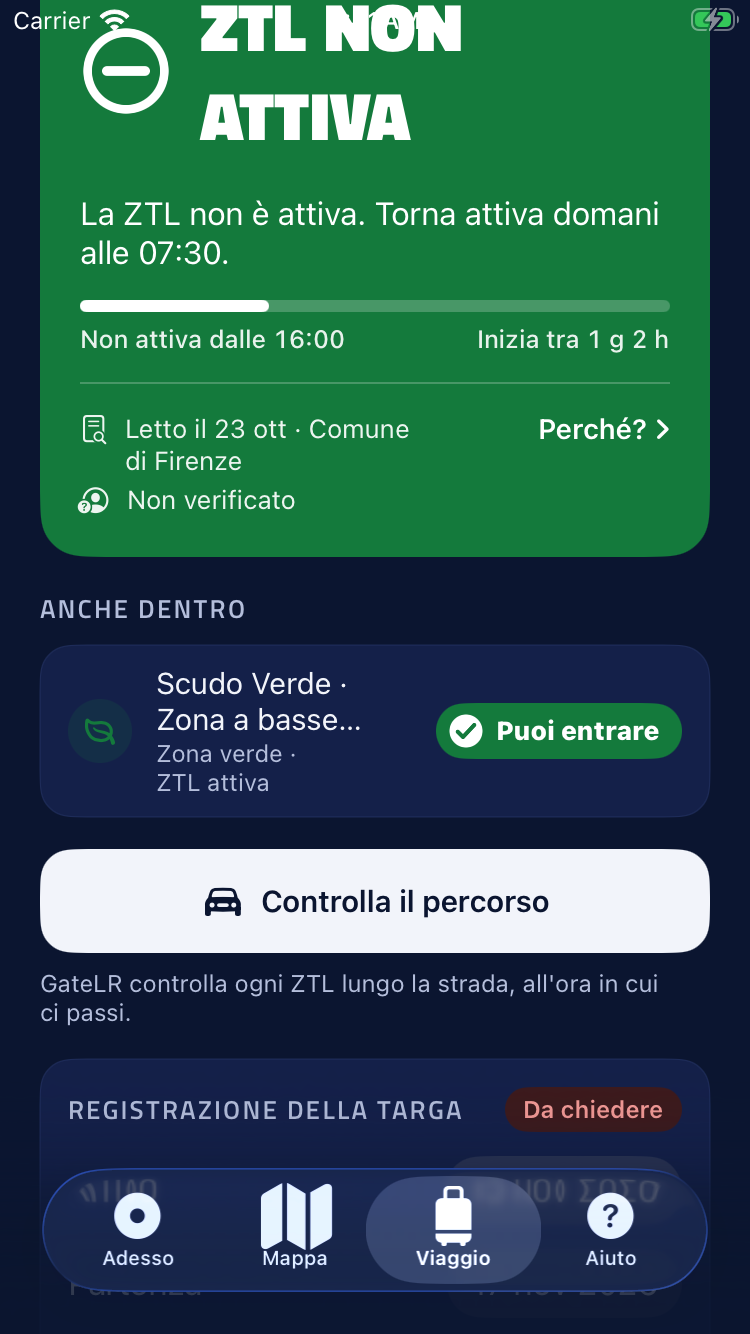 Carrier
ZTL NON
ATTIVA
La ZTL non è attiva. Torna attiva domani
alle 07:30.
Non attiva dalle 16:00
Inizia tra 1 g 2 h
Letto il 23 ott · Comune
di Firenze
Perché?
Non verificato
ANCHE DENTRO
Scudo Verde ·
Zona a basse…
Zona verde ·
ZTL attiva
Puoi entrare
Controlla il percorso
GateLR controlla ogni ZTL lungo la strada, all'ora in cui
ci passi.
REGISTRAZIONE DELLA TARGA
Da chiedere
Adesso
Mappa
Viaggio
Aiuto